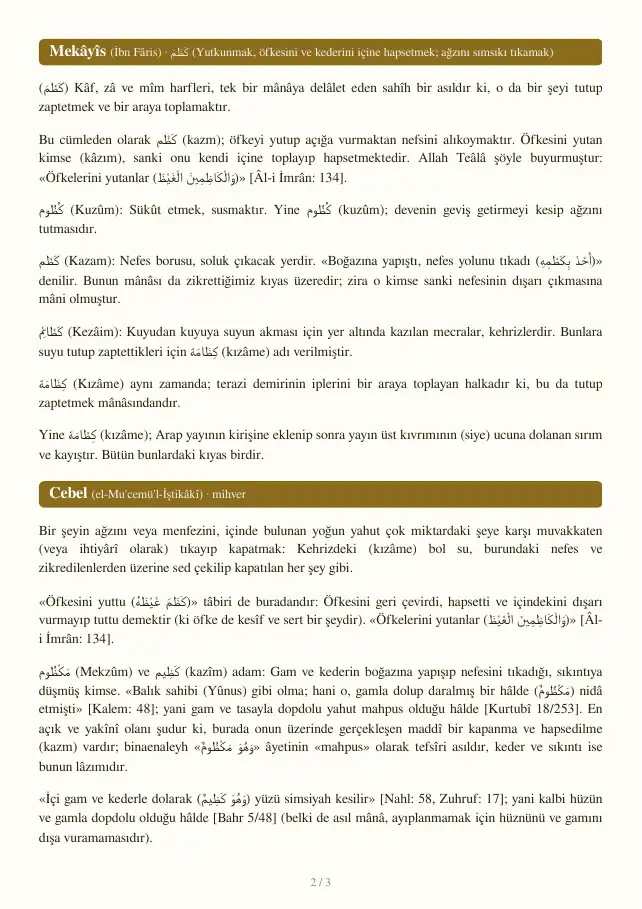 Mekâyîs (İbn Fâris) · كَظَمَ (Yutkunmak, öfkesini ve kederini içine hapsetmek; ağzını sımsıkı tıkamak)
(كَظَمَ) Kâf, zâ ve mîm harfleri, tek bir mânâya delâlet eden sahîh bir asıldır ki, o da bir şeyi tutup
zaptetmek ve bir araya toplamaktır.
Bu cümleden olarak كَظْم (kazm); öfkeyi yutup açığa vurmaktan nefsini alıkoymaktır. Öfkesini yutan
kimse (kâzım), sanki onu kendi içine toplayıp hapsetmektedir. Allah Teâlâ şöyle buyurmuştur:
«Öfkelerini yutanlar (وَالْكَاظِمِينَ الْغَيْظَ)» [Âl-i İmrân: 134].
كُظُوم (Kuzûm): Sükût etmek, susmaktır. Yine كُظُوم (kuzûm); devenin geviş getirmeyi kesip ağzını
tutmasıdır.
كَظَم (Kazam): Nefes borusu, soluk çıkacak yerdir. «Boğazına yapıştı, nefes yolunu tıkadı (أَخَذَ بِكَظَمِهِ)»
denilir. Bunun mânâsı da zikrettiğimiz kıyas üzeredir; zira o kimse sanki nefesinin dışarı çıkmasına
mâni olmuştur.
كَظَائِم (Kezâim): Kuyudan kuyuya suyun akması için yer altında kazılan mecralar, kehrizlerdir. Bunlara
suyu tutup zaptettikleri için كِظَامَة (kızâme) adı verilmiştir.
كِظَامَة (Kızâme) aynı zamanda; terazi demirinin iplerini bir araya toplayan halkadır ki, bu da tutup
zaptetmek mânâsındandır.
Yine كِظَامَة (kızâme); Arap yayının kirişine eklenip sonra yayın üst kıvrımının (siye) ucuna dolanan sırım
ve kayıştır. Bütün bunlardaki kıyas birdir.
Cebel (el-Mu'cemü'l-İştikâkî) · mihver
Bir şeyin ağzını veya menfezini, içinde bulunan yoğun yahut çok miktardaki şeye karşı muvakkaten
(veya ihtiyârî olarak) tıkayıp kapatmak: Kehrizdeki (kızâme) bol su, burundaki nefes ve
zikredilenlerden üzerine sed çekilip kapatılan her şey gibi.
«Öfkesini yuttu (كَظَمَ غَيْظَهُ)» tâbiri de buradandır: Öfkesini geri çevirdi, hapsetti ve içindekini dışarı
vurmayıp tuttu demektir (ki öfke de kesîf ve sert bir şeydir). «Öfkelerini yutanlar (وَالْكَاظِمِينَ الْغَيْظَ)» [Âl-
i İmrân: 134].
مَكْظُوم (Mekzûm) ve كَظِيم (kazîm) adam: Gam ve kederin boğazına yapışıp nefesini tıkadığı, sıkıntıya
düşmüş kimse. «Balık sahibi (Yûnus) gibi olma; hani o, gamla dolup daralmış bir hâlde (مَكْظُومٌ) nidâ
etmişti» [Kalem: 48]; yani gam ve tasayla dopdolu yahut mahpus olduğu hâlde [Kurtubî 18/253]. En
açık ve yakînî olanı şudur ki, burada onun üzerinde gerçekleşen maddî bir kapanma ve hapsedilme
(kazm) vardır; binaenaleyh «وَهُوَ مَكْظُومٌ» âyetinin «mahpus» olarak tefsîri asıldır, keder ve sıkıntı ise
bunun lâzımıdır.
«İçi gam ve kederle dolarak (وَهُوَ كَظِيمٌ) yüzü simsiyah kesilir» [Nahl: 58, Zuhruf: 17]; yani kalbi hüzün
ve gamla dopdolu olduğu hâlde [Bahr 5/48] (belki de asıl mânâ, ayıplanmamak için hüznünü ve gamını
dışa vuramamasıdır).
2 / 3